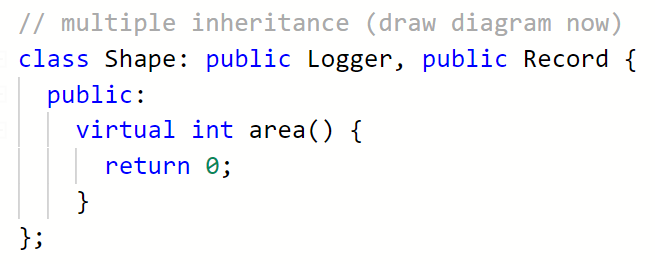 // multiple inheritance (draw diagram now)
class Shape: public Logger, public Record {
  public:
    virtual int area() {
      return 0;
    }
};